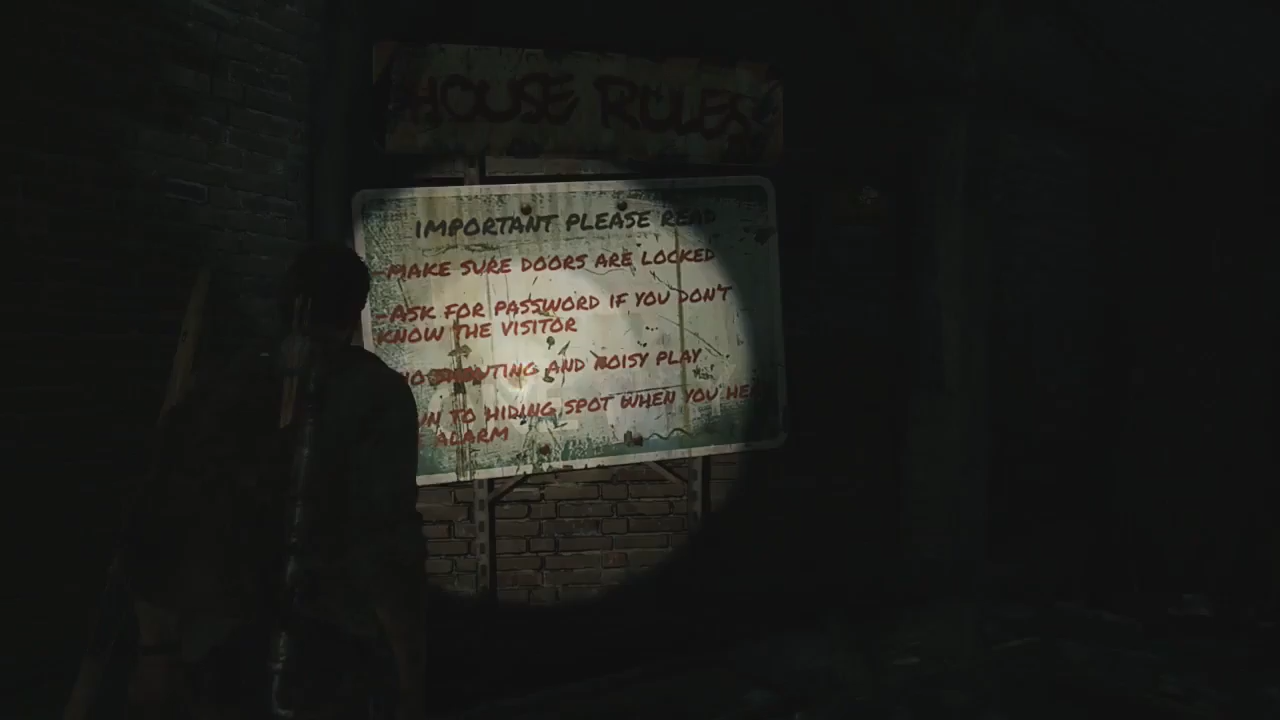 HOUSE RULES
IMPORTANT PLEASE READ
-MAKE SURE DOORS ARE LOCKED
-ASK FOR PASSWORD IF YOU DON'T
KNOW THE VISITOR
AND NOISY PLAY
TO HIDING SPOT WHEN YOU
ALARM